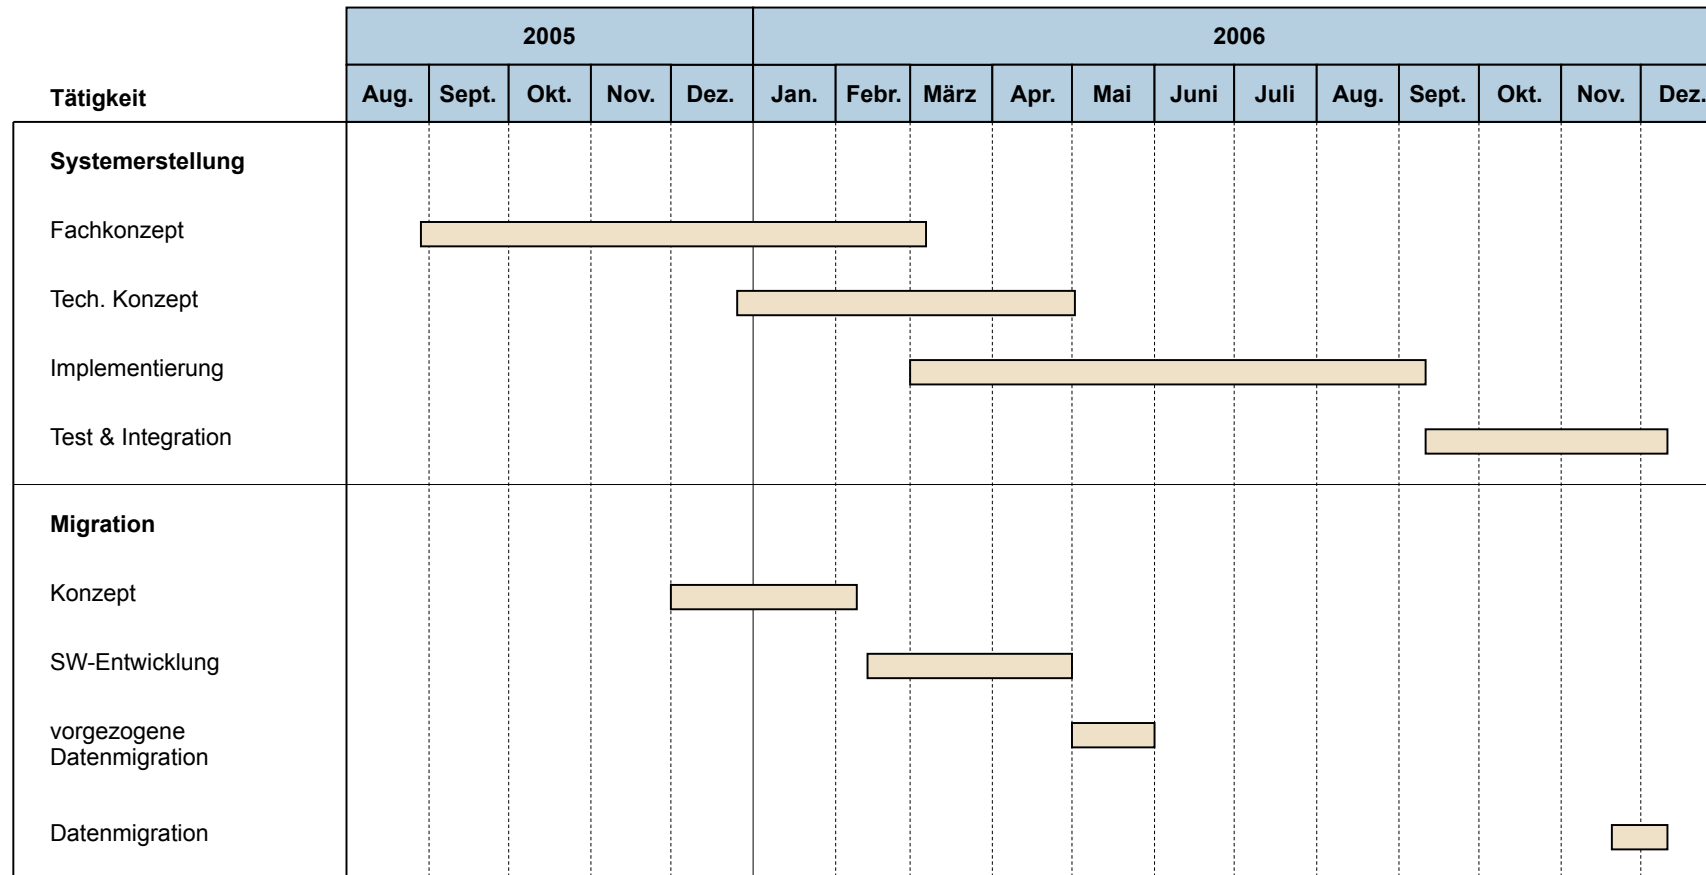 2005 2006
Tätigkeit Aug. Sept. Okt. Nov. Dez. Jan. Febr. März Apr. Mai Juni Juli Aug. Sept. Okt. Nov. Dez.
Systemerstellung
Fachkonzept
Tech. Konzept
Implementierung
Test & Integration
Migration
Konzept
SW-Entwicklung
vorgezogene
Datenmigration
Datenmigration